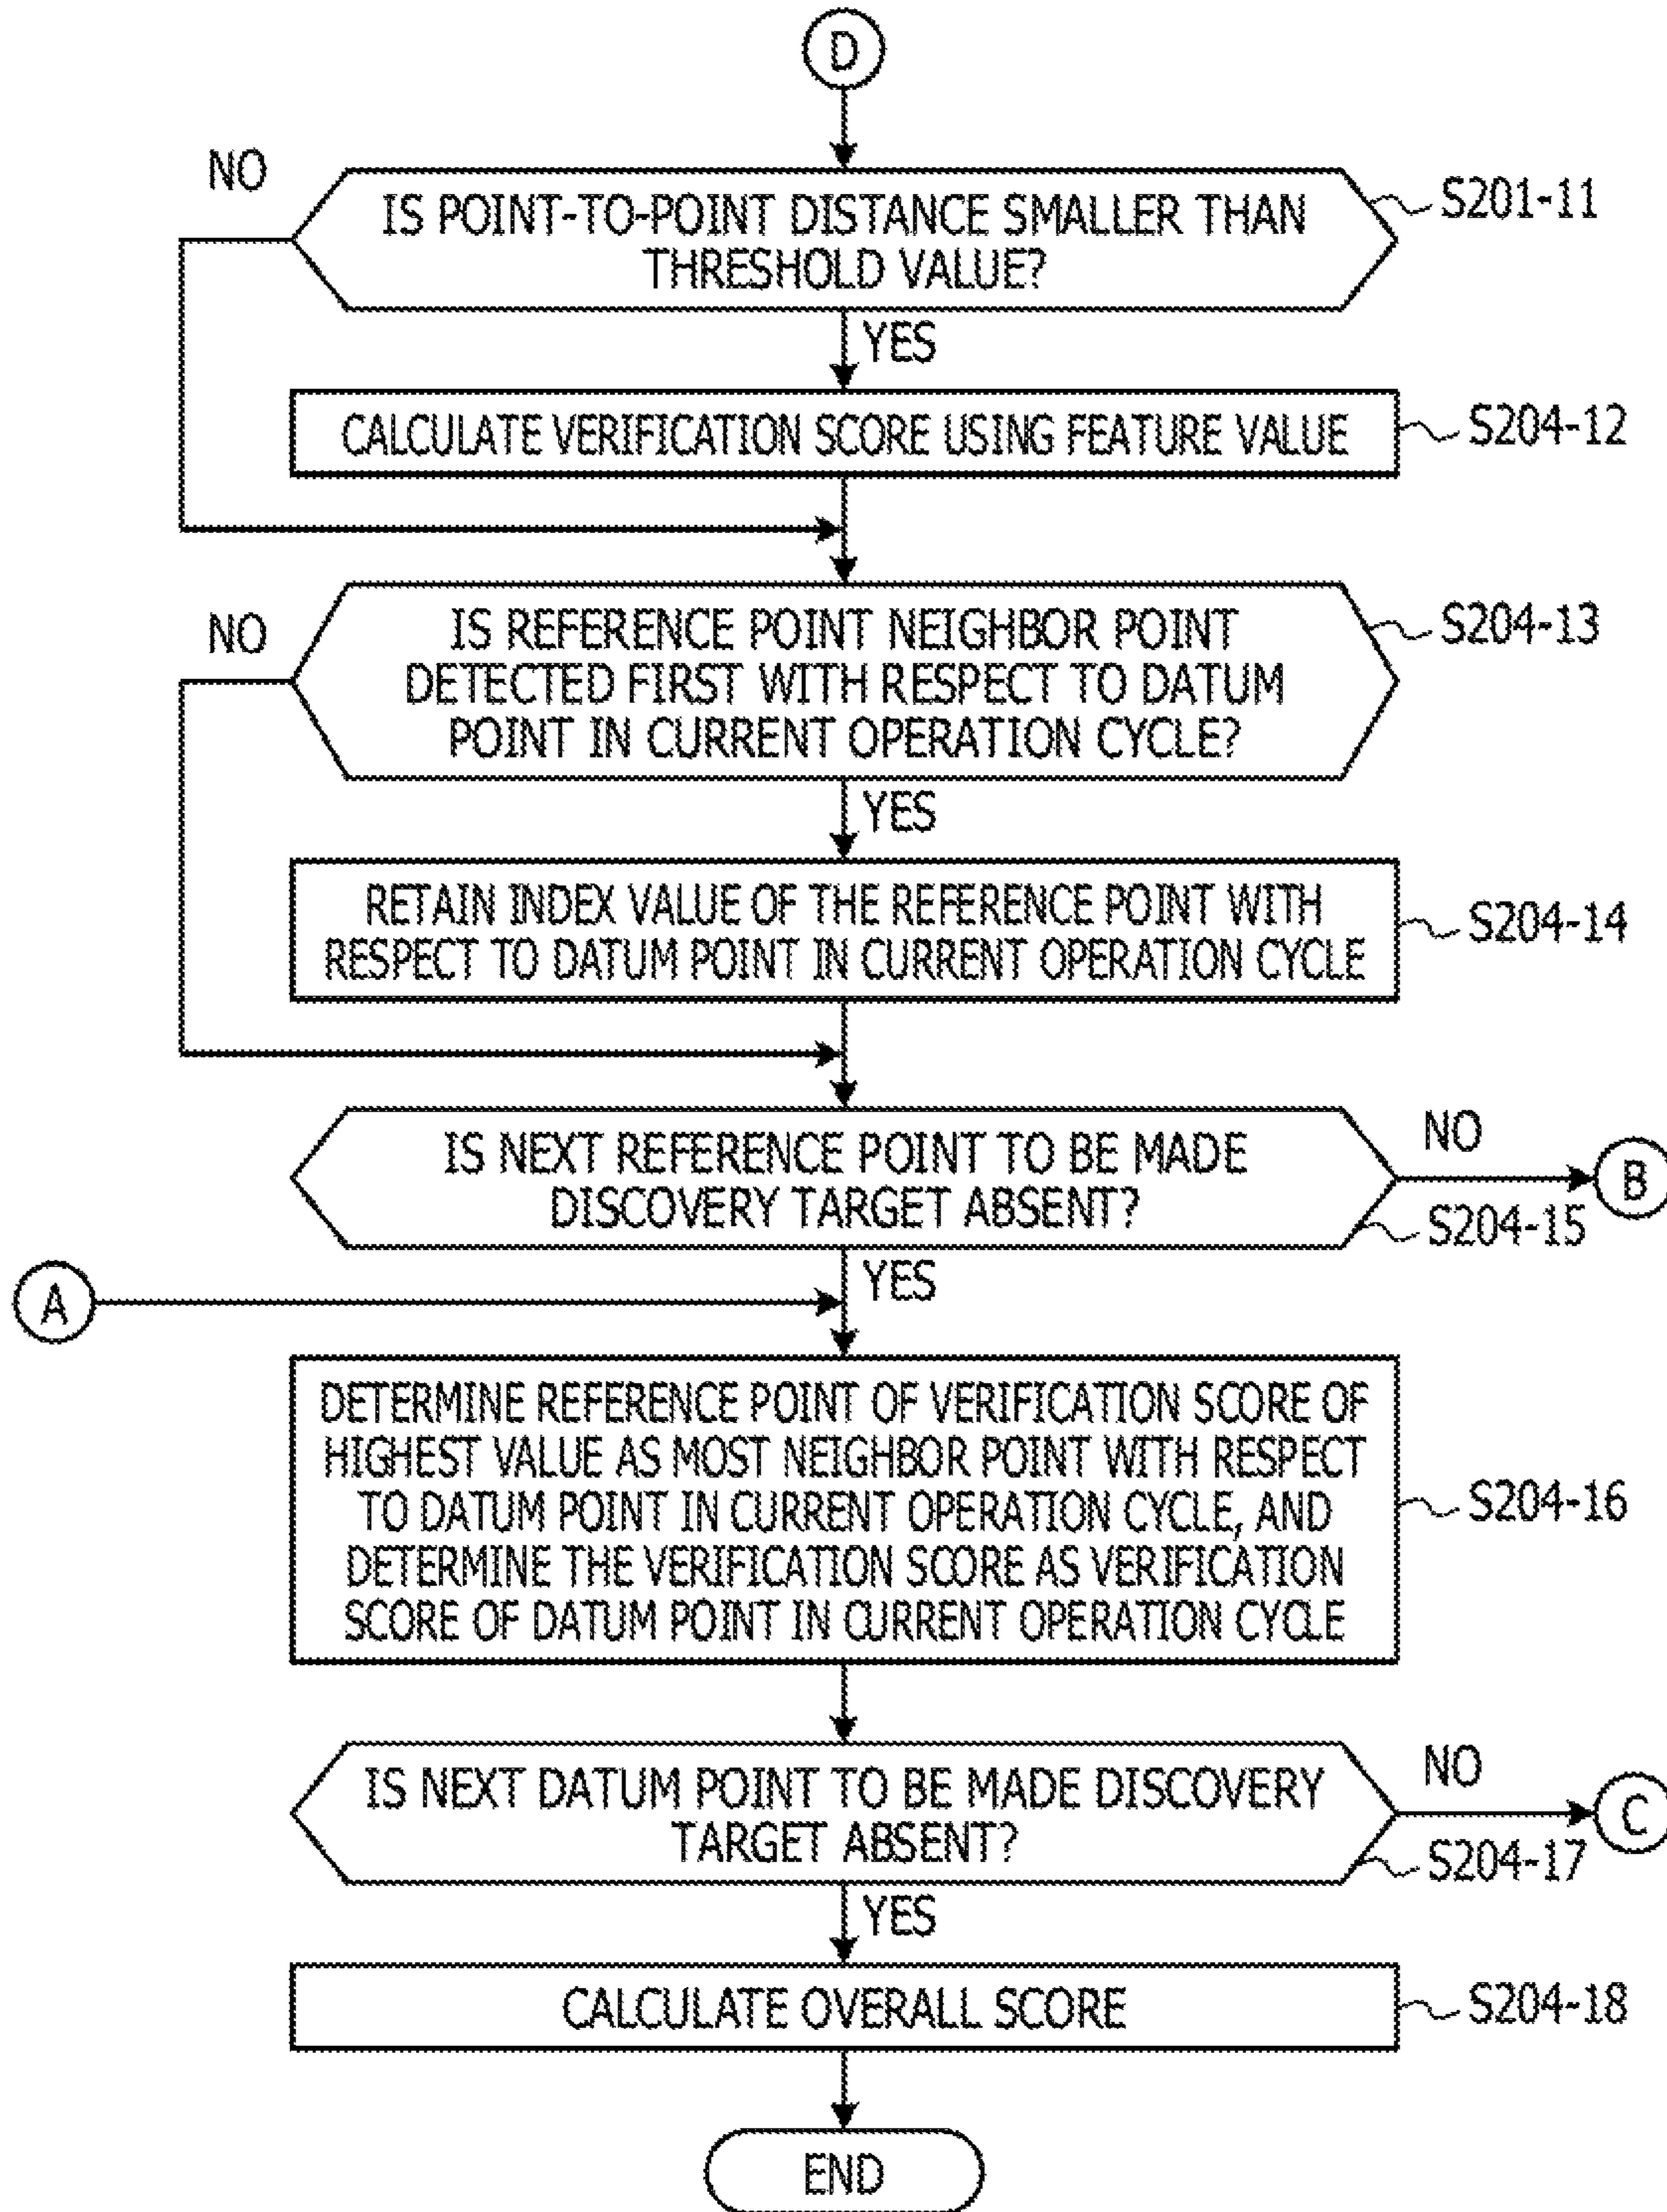 D
NO
IS POINT-TO-POINT DISTANCE SMALLER THAN
THRESHOLD VALUE?
S201-11
YES
CALCULATE VERIFICATION SCORE USING FEATURE VALUE
S204-12
NO
IS REFERENCE POINT NEIGHBOR POINT
DETECTED FIRST WITH RESPECT TO DATUM
POINT IN CURRENT OPERATION CYCLE?
S204-13
YES
RETAIN INDEX VALUE OF THE REFERENCE POINT WITH
RESPECT TO DATUM POINT IN CURRENT OPERATION CYCLE
S204-14
IS NEXT REFERENCE POINT TO BE MADE
DISCOVERY TARGET ABSENT?
NO
B
S204-15
YES
A
DETERMINE REFERENCE POINT OF VERIFICATION SCORE OF
HIGHEST VALUE AS MOST NEIGHBOR POINT WITH RESPECT
TO DATUM POINT IN CURRENT OPERATION CYCLE, AND
DETERMINE THE VERIFICATION SCORE AS VERIFICATION
SCORE OF DATUM POINT IN CURRENT OPERATION CYCLE
S204-16
IS NEXT DATUM POINT TO BE MADE DISCOVERY
TARGET ABSENT?
NO
C
S204-17
YES
CALCULATE OVERALL SCORE
S204-18
END